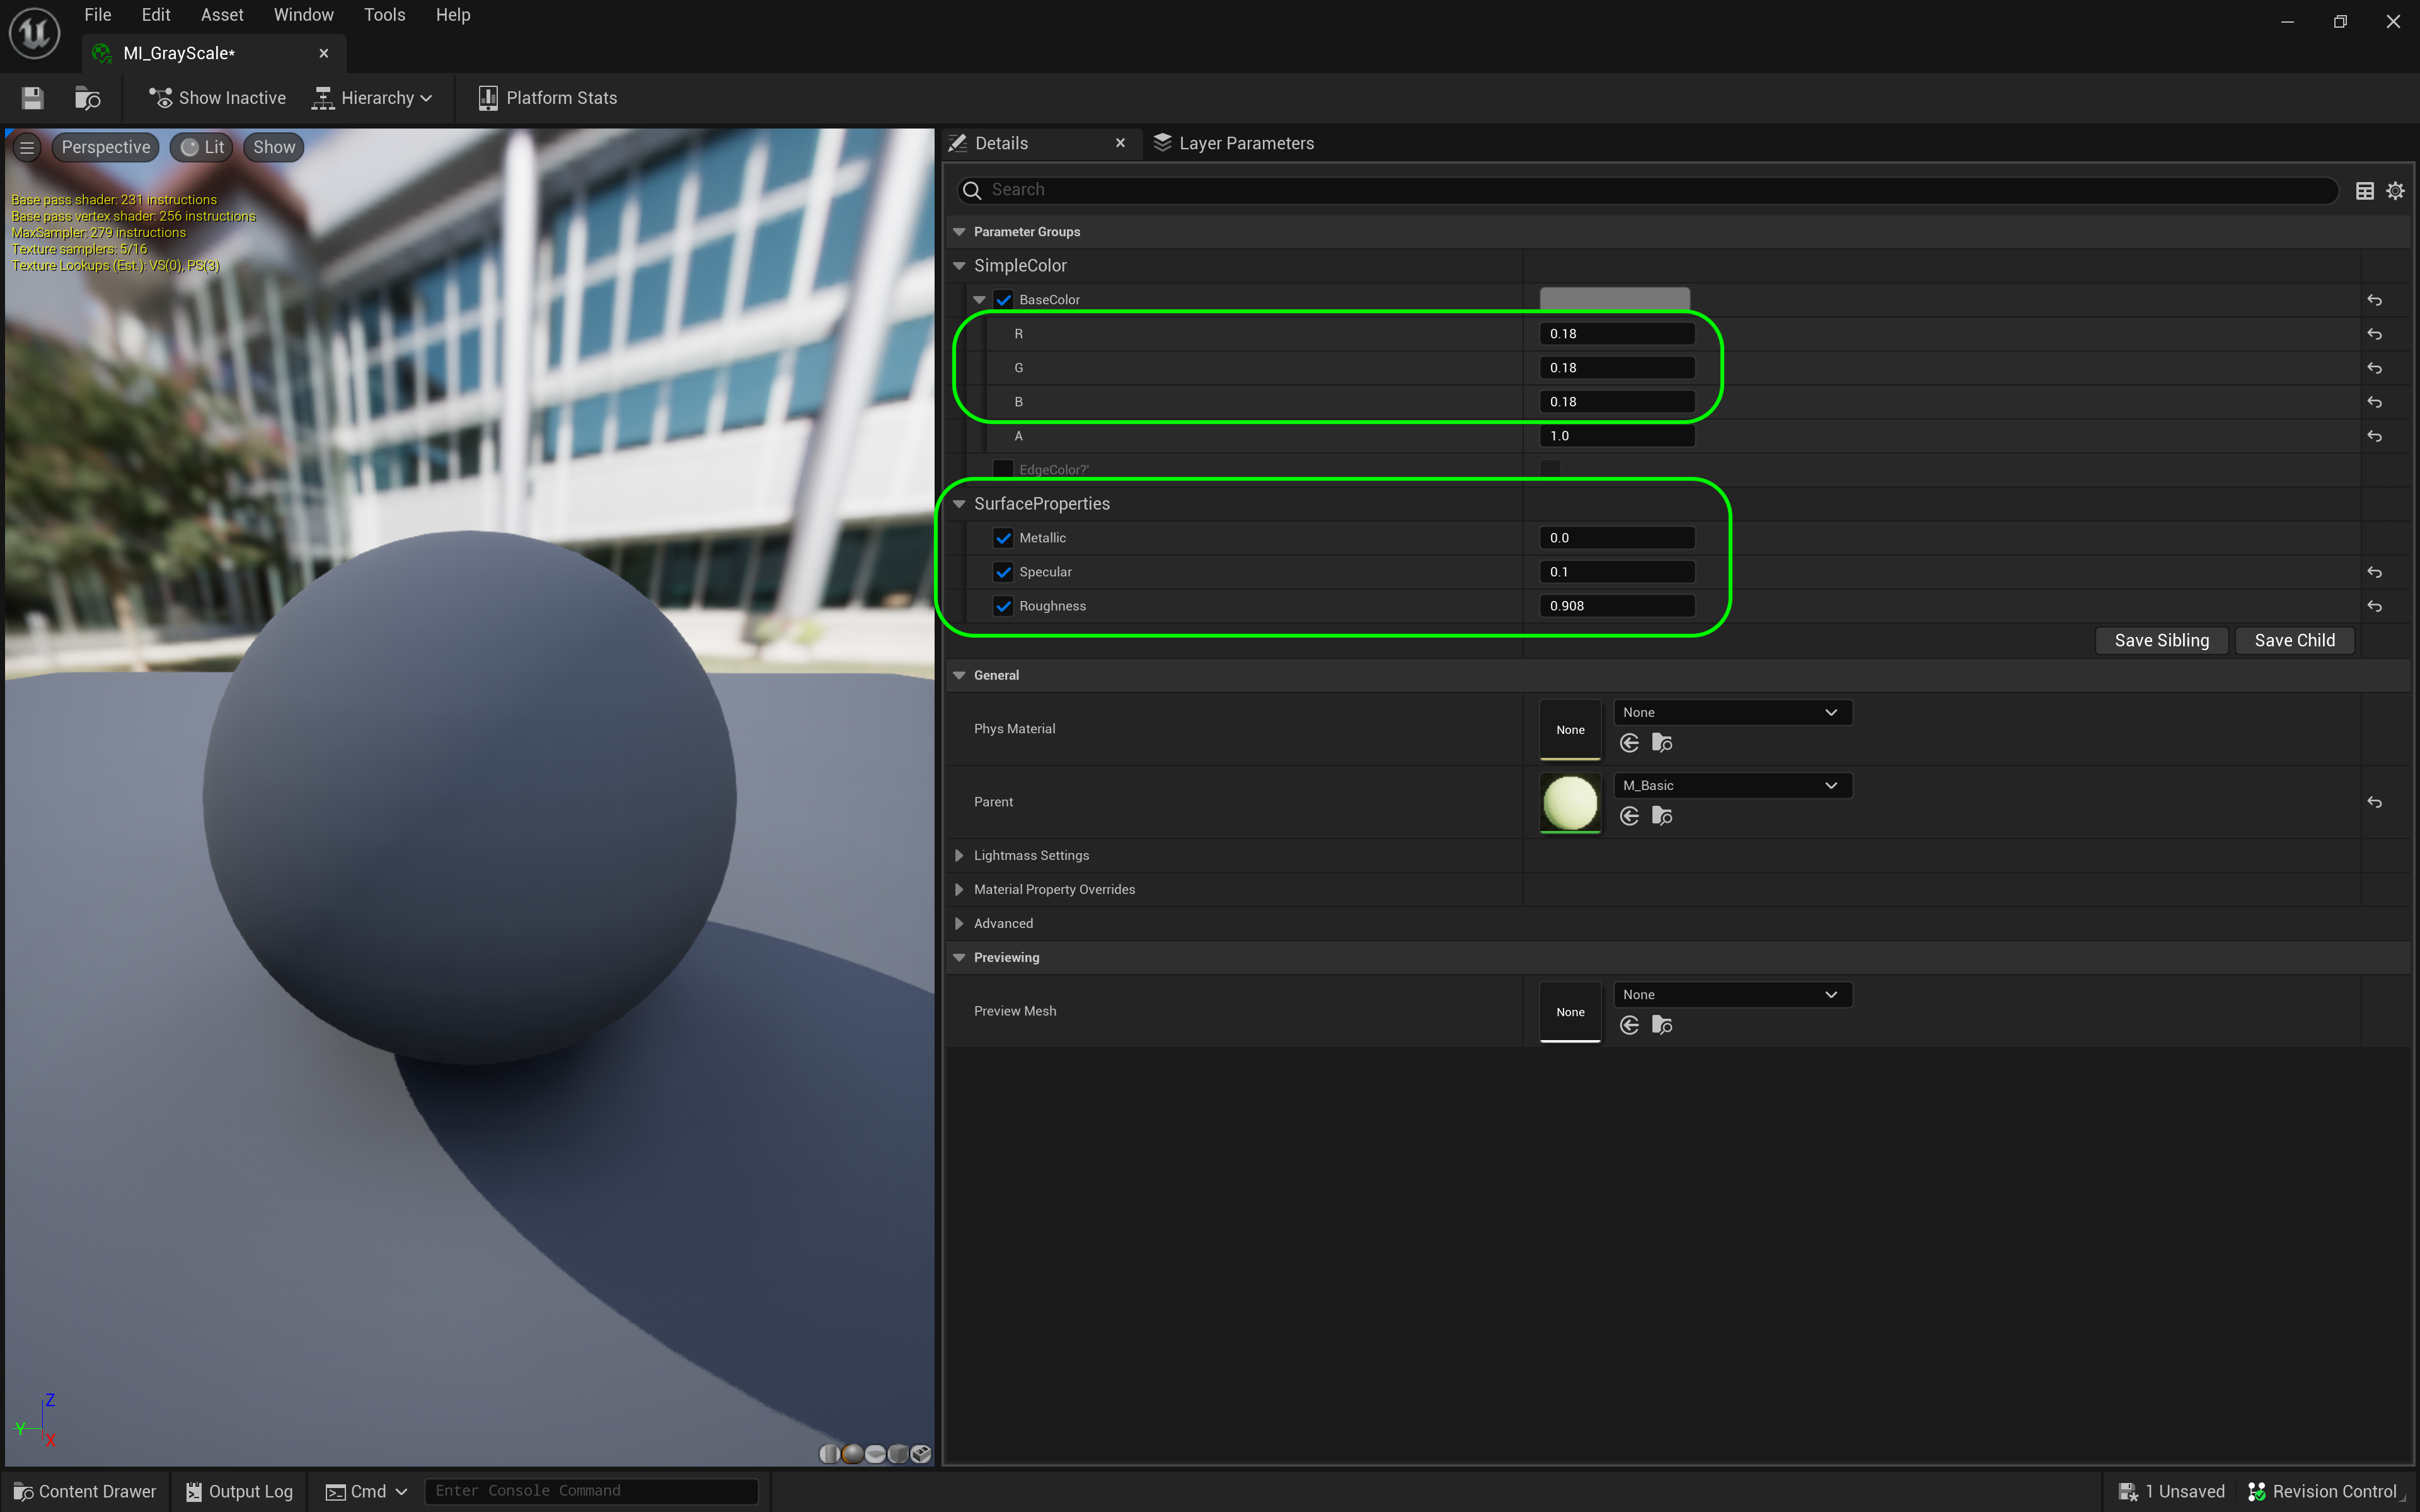 File Edit Asset Window Tools Help
MI_GrayScale*
Show Inactive Hierarchy Platform Stats
Perspective Lit Show
Base pass shader: 231 instructions
Base pass vertex shader: 256 instructions
MaxSampler: 279 instructions
Texture samplers: 5/16
Texture Lookups (Est.): VS(0), PS(3)
Z
Y
X
Details Layer Parameters
Search
Parameter Groups
SimpleColor
BaseColor
R 0.18
G 0.18
B 0.18
A 1.0
EdgeColor?'
SurfaceProperties
Metallic 0.0
Specular 0.1
Roughness 0.908
Save Sibling Save Child
General
Phys Material None None
Parent M_Basic
Lightmass Settings
Material Property Overrides
Advanced
Previewing
Preview Mesh None None
Content Drawer Output Log Cmd Enter Console Command 1 Unsaved Revision Control